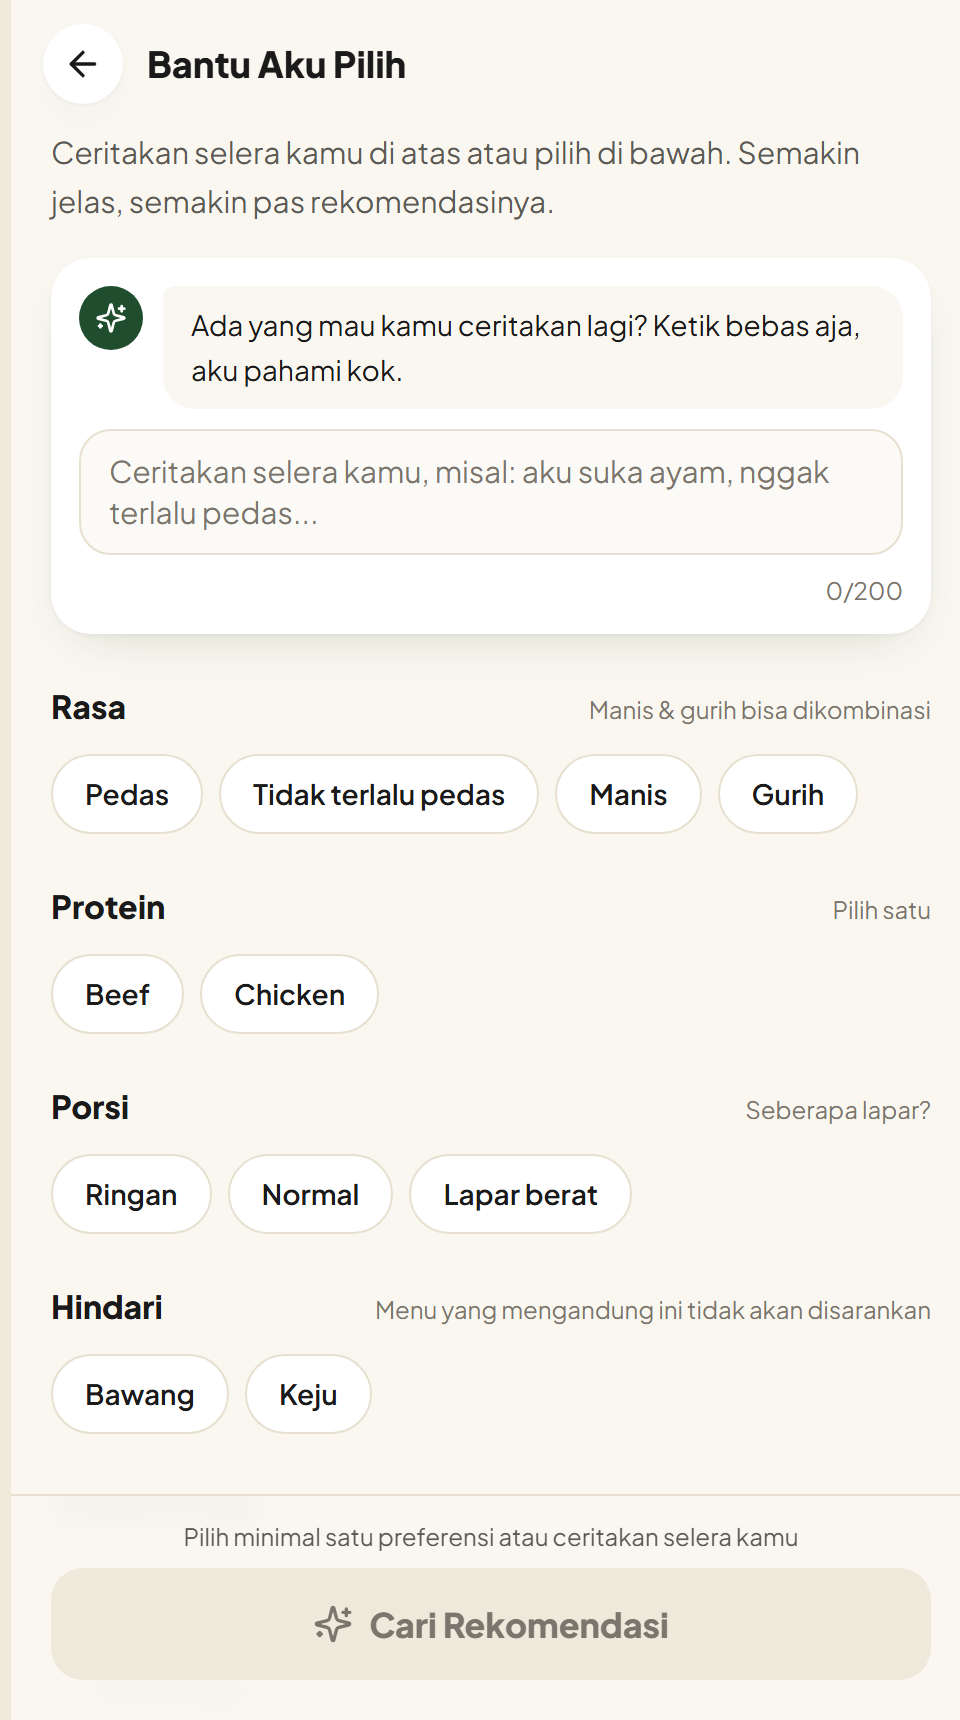 Bantu Aku Pilih
Ceritakan selera kamu di atas atau pilih di bawah. Semakin
jelas, semakin pas rekomendasinya.
Ada yang mau kamu ceritakan lagi? Ketik bebas aja,
aku pahami kok.
Ceritakan selera kamu, misal: aku suka ayam, nggak
terlalu pedas...
0/200
Rasa
Manis & gurih bisa dikombinasi
Pedas
Tidak terlalu pedas
Manis
Gurih
Protein
Pilih satu
Beef
Chicken
Porsi
Seberapa lapar?
Ringan
Normal
Lapar berat
Hindari
Menu yang mengandung ini tidak akan disarankan
Bawang
Keju
Pilih minimal satu preferensi atau ceritakan selera kamu
Cari Rekomendasi